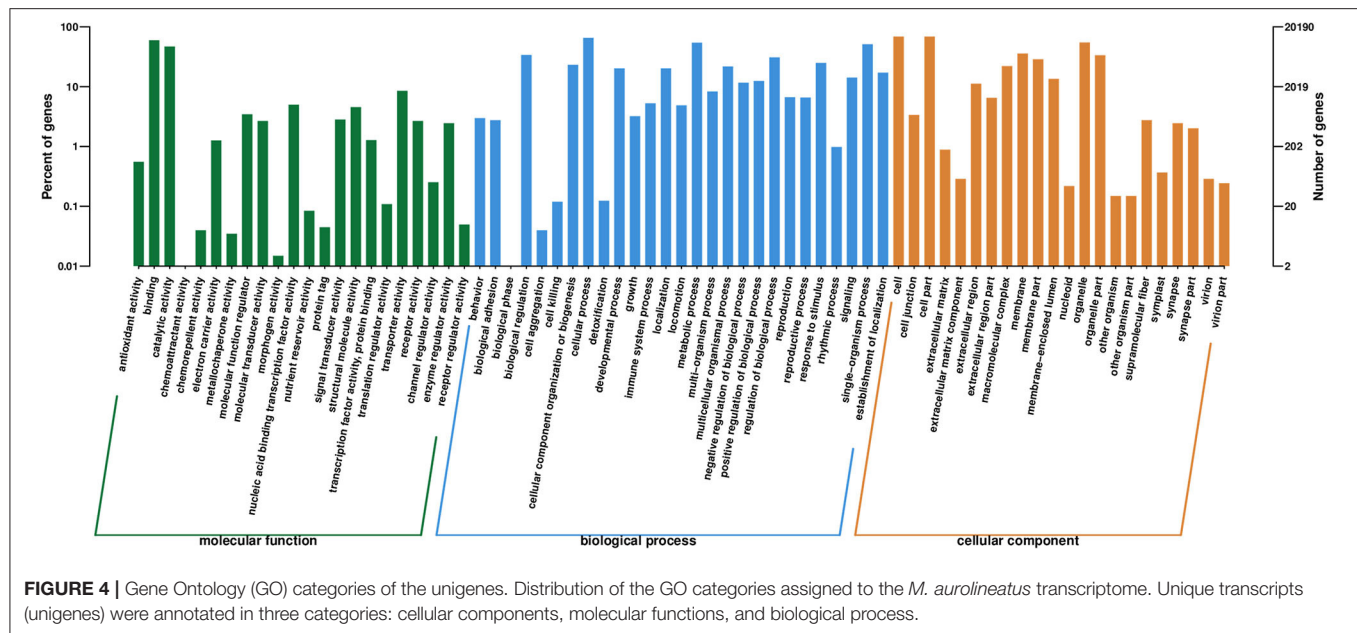 100
10
1
0.1
0.01
Percent of genes
20190
2019
202
20
2
Number of genes
antioxidant activity
binding
catalytic activity
chemoattractant activity
chemorepellent activity
electron carrier activity
metallochaperone activity
molecular function regulator
molecular transducer activity
morphogen activity
nucleic acid binding transcription factor activity
nutrient reservoir activity
protein tag
signal transducer activity
structural molecule activity
transcription factor activity, protein binding
translation regulator activity
transporter activity
receptor activity
channel regulator activity
enzyme regulator activity
receptor regulator activity
behavior
biological adhesion
biological phase
biological regulation
cell aggregation
cell killing
cellular component organization of biogenesis
cellular process
detoxification
developmental process
growth
immune system process
localization
locomotion
metabolic process
multi−organism process
multicellular organismal process
negative regulation of biological process
positive regulation of biological process
regulation of biological process
reproduction
reproductive process
response to stimulus
rhythmic process
signaling
single−organism process
establishment of localization
cell
cell junction
cell part
extracellular matrix
extracellular matrix component
extracellular region
extracellular region part
macromolecular complex
membrane
membrane part
membrane−enclosed lumen
nucleoid
organelle
organelle part
other organism
other organism part
supramolecular fiber
symplast
synapse
synapse part
virion
virion part
molecular function
biological process
cellular component
FIGURE 4 | Gene Ontology (GO) categories of the unigenes. Distribution of the GO categories assigned to the M. aurolineatus transcriptome. Unique transcripts
(unigenes) were annotated in three categories: cellular components, molecular functions, and biological process.